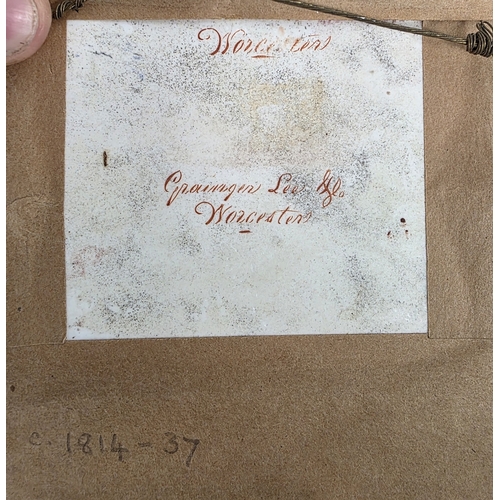 Worcester
Grainger Lee & Co.
Worcester
c. 1814 - 37